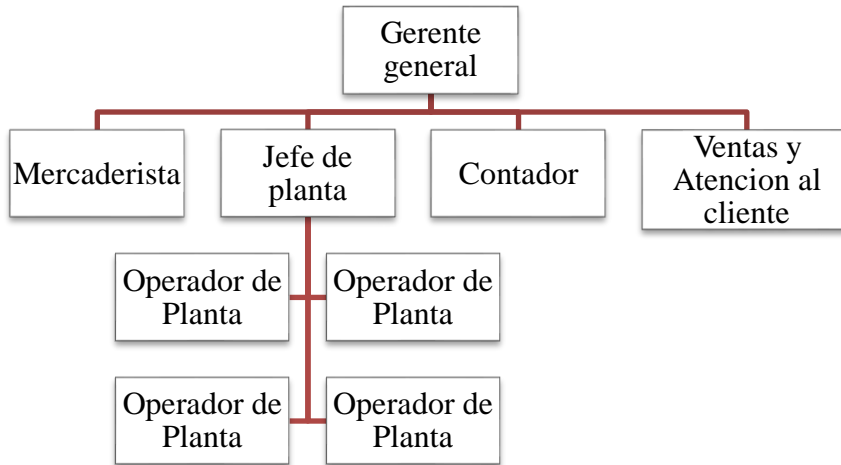 Gerente
general
Mercaderista
Jefe de
planta
Contador
Ventas y
Atencion al
cliente
Operador de
Planta
Operador de
Planta
Operador de
Planta
Operador de
Planta